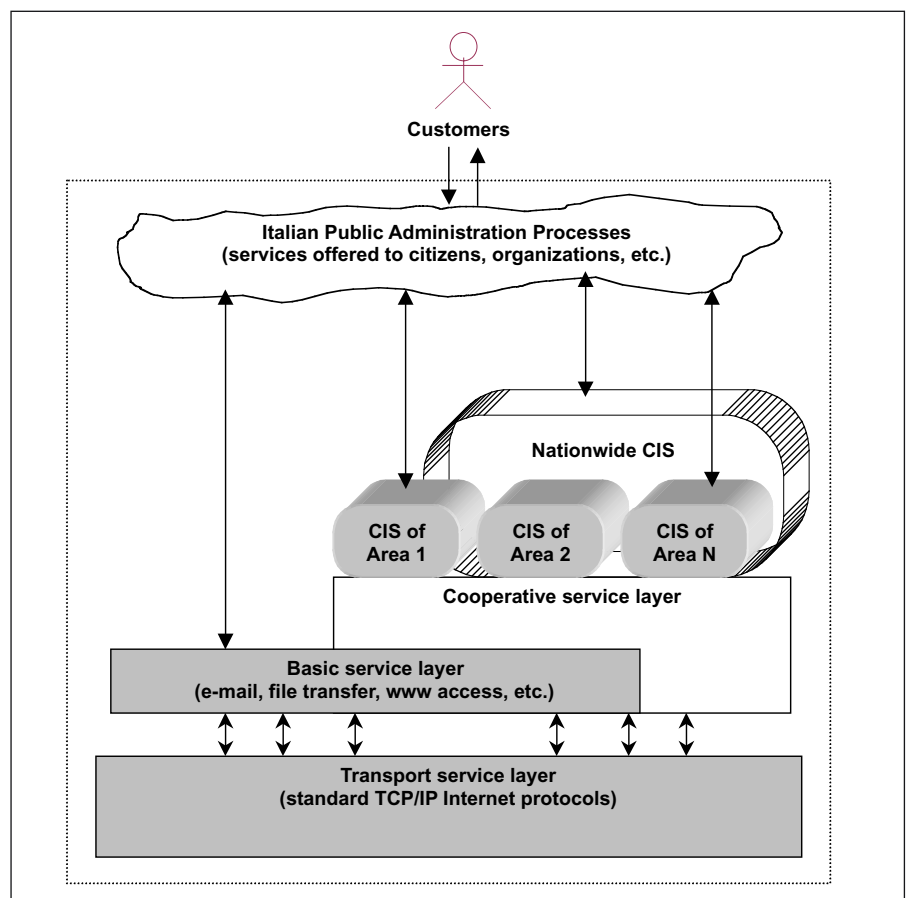 Customers
Italian Public Administration Processes
(services offered to citizens, organizations, etc.)
Nationwide CIS
CIS of
Area 1
CIS of
Area 2
CIS of
Area N
Cooperative service layer
Basic service layer
(e-mail, file transfer, www access, etc.)
Transport service layer
(standard TCP/IP Internet protocols)